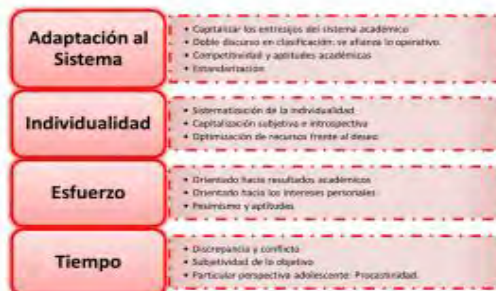 Adaptación al
Sistema
• Capitalizar los entresijos del sistema académico
• Doble discurso en clasificación: se afianza lo operativo.
• Competitividad y aptitudes académicas
• Estandarización
Individualidad
• Sistematización de la individualidad
• Capitalización subjetiva e introspectiva
• Optimización de recursos frente al deseo
Esfuerzo
• Orientado hacia resultados académicos
• Orientado hacia los intereses personales
• Pesimismo y aptitudes
Tiempo
• Discrepancia y conflicto
• Subjetividad de lo objetivo
• Particular perspectiva adolescente: Procastinidad.